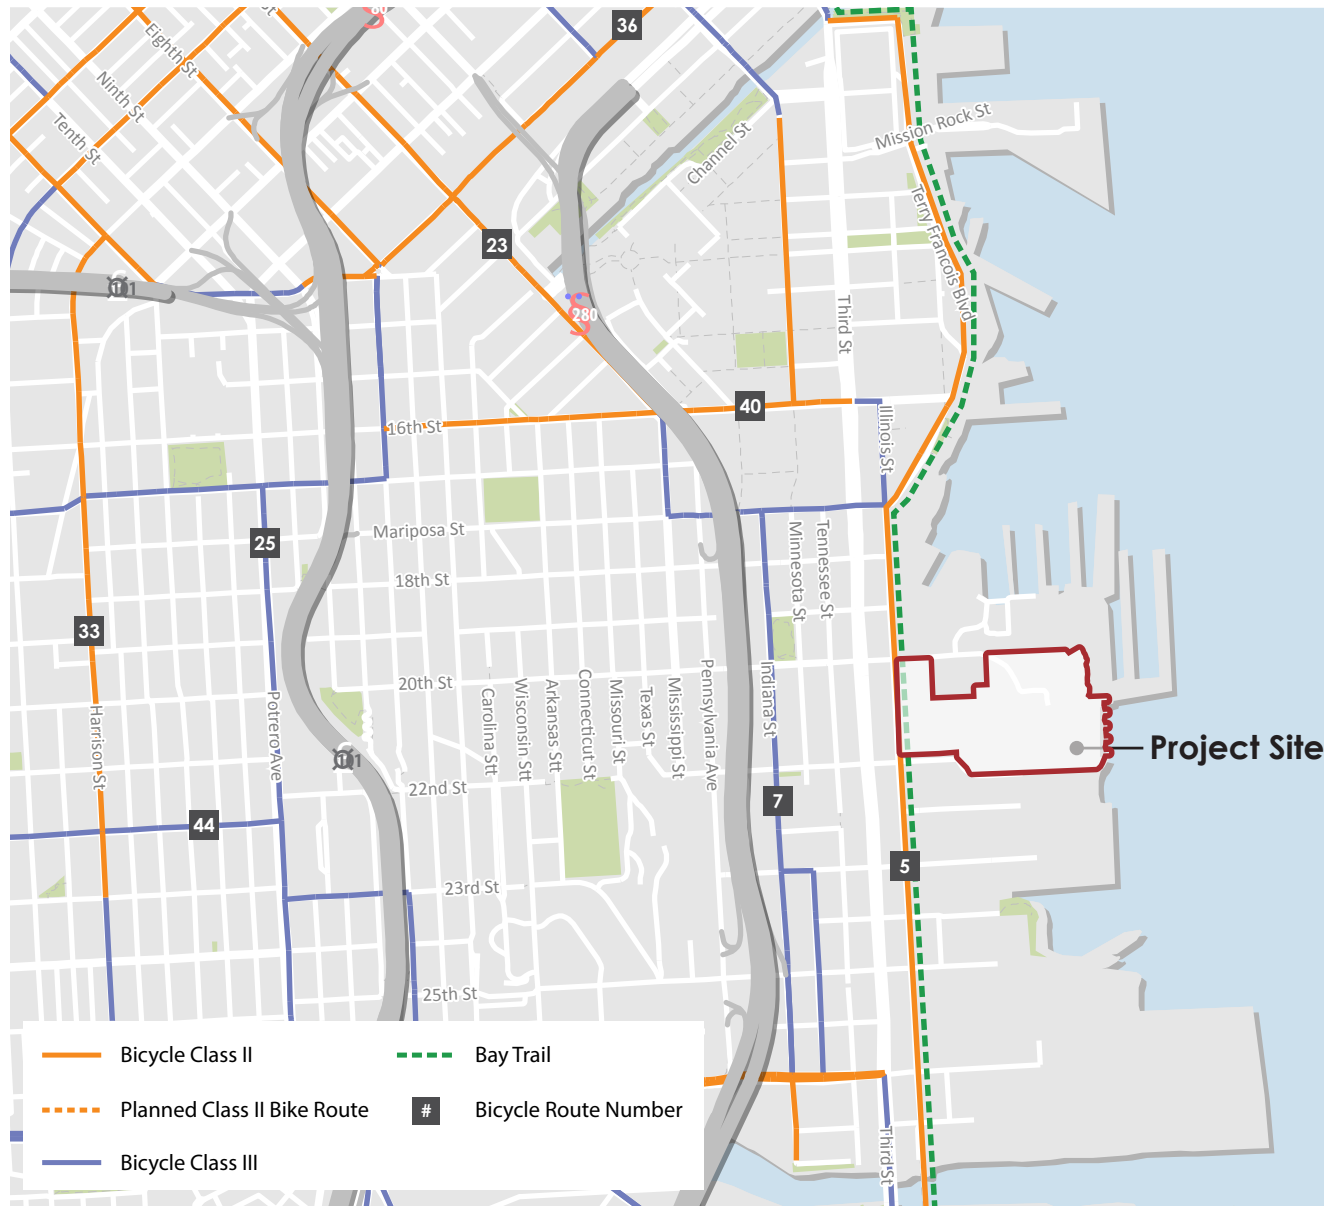 80
36
Eighth St
Ninth St
Tenth St
Mission Rock St
Channel St
Terry Francois Blvd
23
101
280
Third St
40
Illinois St
16th St
Mariposa St
25
18th St
Minnesota St
Tennessee St
33
20th St
Harrison St
Potrero Ave
Carolina Stt
Wisconsin Stt
Arkansas Stt
Connecticut St
Missouri St
Texas St
Mississippi St
Pennsylvania Ave
Indiana St
Project Site
101
22nd St
7
44
5
23rd St
25th St
Bicycle Class II
Bay Trail
Planned Class II Bike Route
#
Bicycle Route Number
Bicycle Class III
Third St